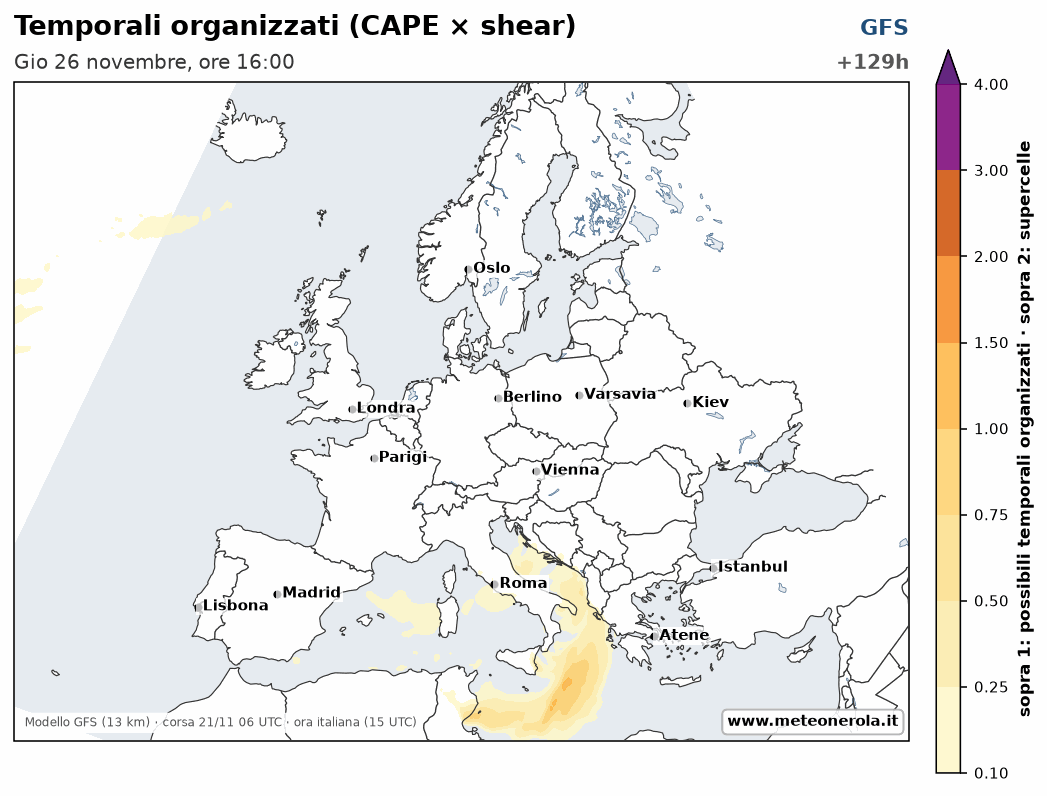 Temporali organizzati (CAPE × shear)
GFS
Gio 26 novembre, ore 16:00
+129h
Oslo
Londra
Berlino
Varsavia
Kiev
Parigi
Vienna
Istanbul
Roma
Madrid
Lisbona
Atene
Modello GFS (13 km) · corsa 21/11 06 UTC · ora italiana (15 UTC)
www.meteonerola.it
4.00
3.00
2.00
1.50
1.00
0.75
0.50
0.25
0.10
sopra 1: possibili temporali organizzati · sopra 2: supercelle